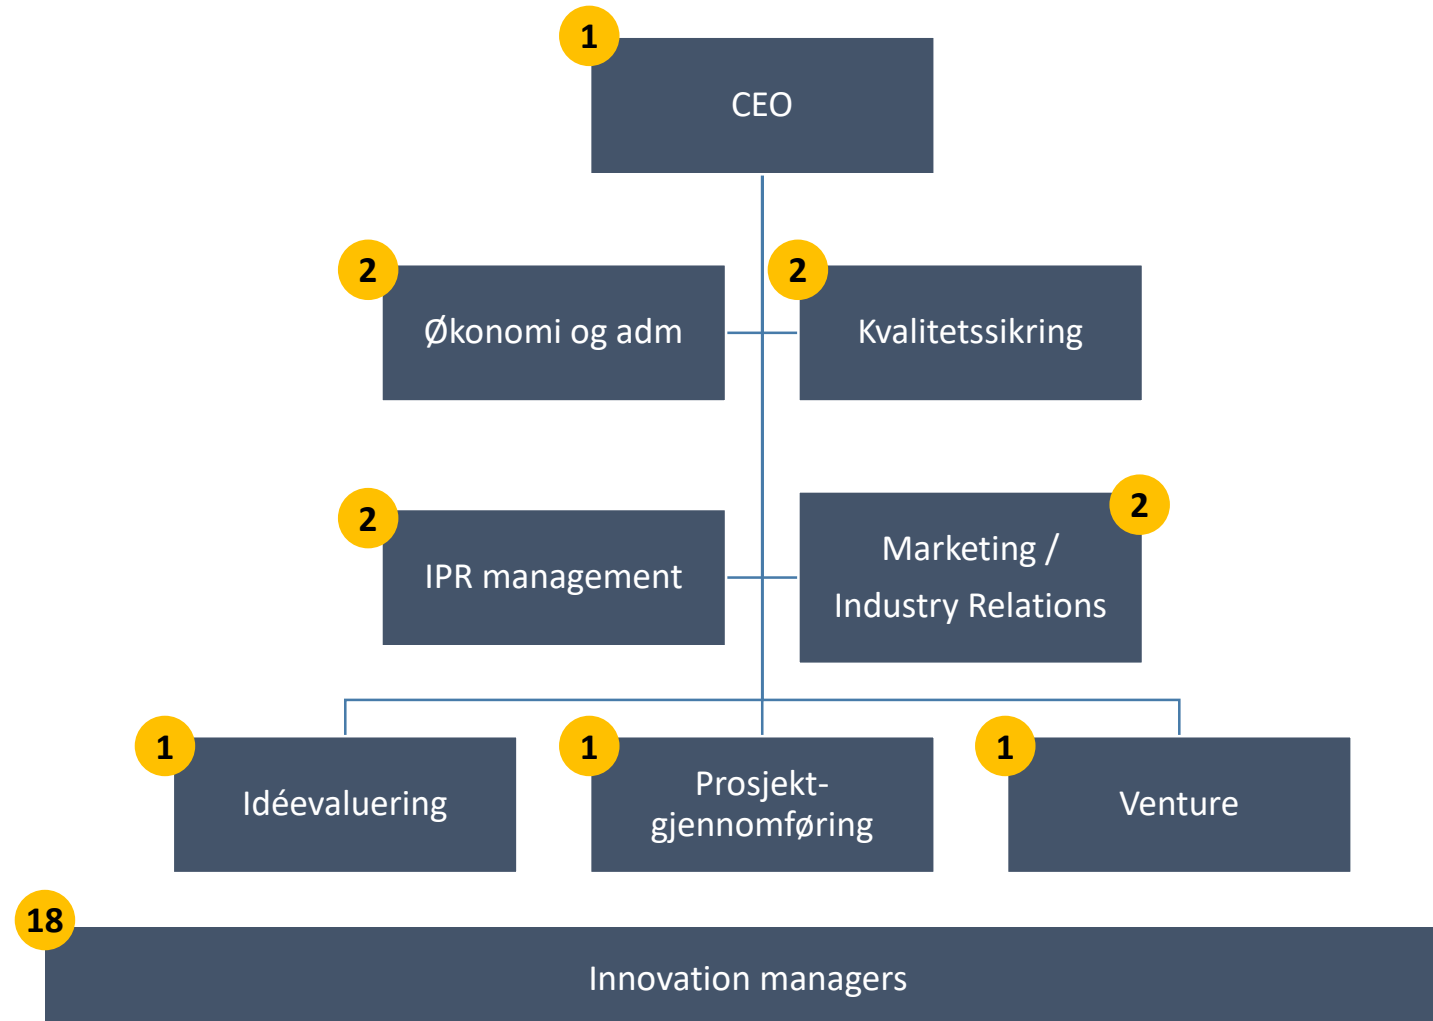 1
CEO
2
Økonomi og adm
2
Kvalitetssikring
2
IPR management
2
Marketing /
Industry Relations
1
Idéevaluering
1
Prosjekt-
gjennomføring
1
Venture
18
Innovation managers